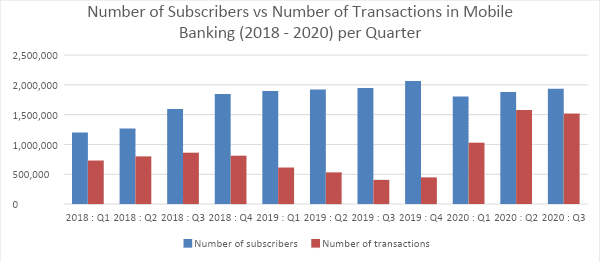 Number of Subscribers vs Number of Transactions in Mobile
Banking (2018 - 2020) per Quarter
2,500,000
2,000,000
1,500,000
1,000,000
500,000
0
2018 : Q1 2018 : Q2 2018 : Q3 2018 : Q4 2019 : Q1 2019 : Q2 2019 : Q3 2019 : Q4 2020 : Q1 2020 : Q2 2020 : Q3
Number of subscribers Number of transactions